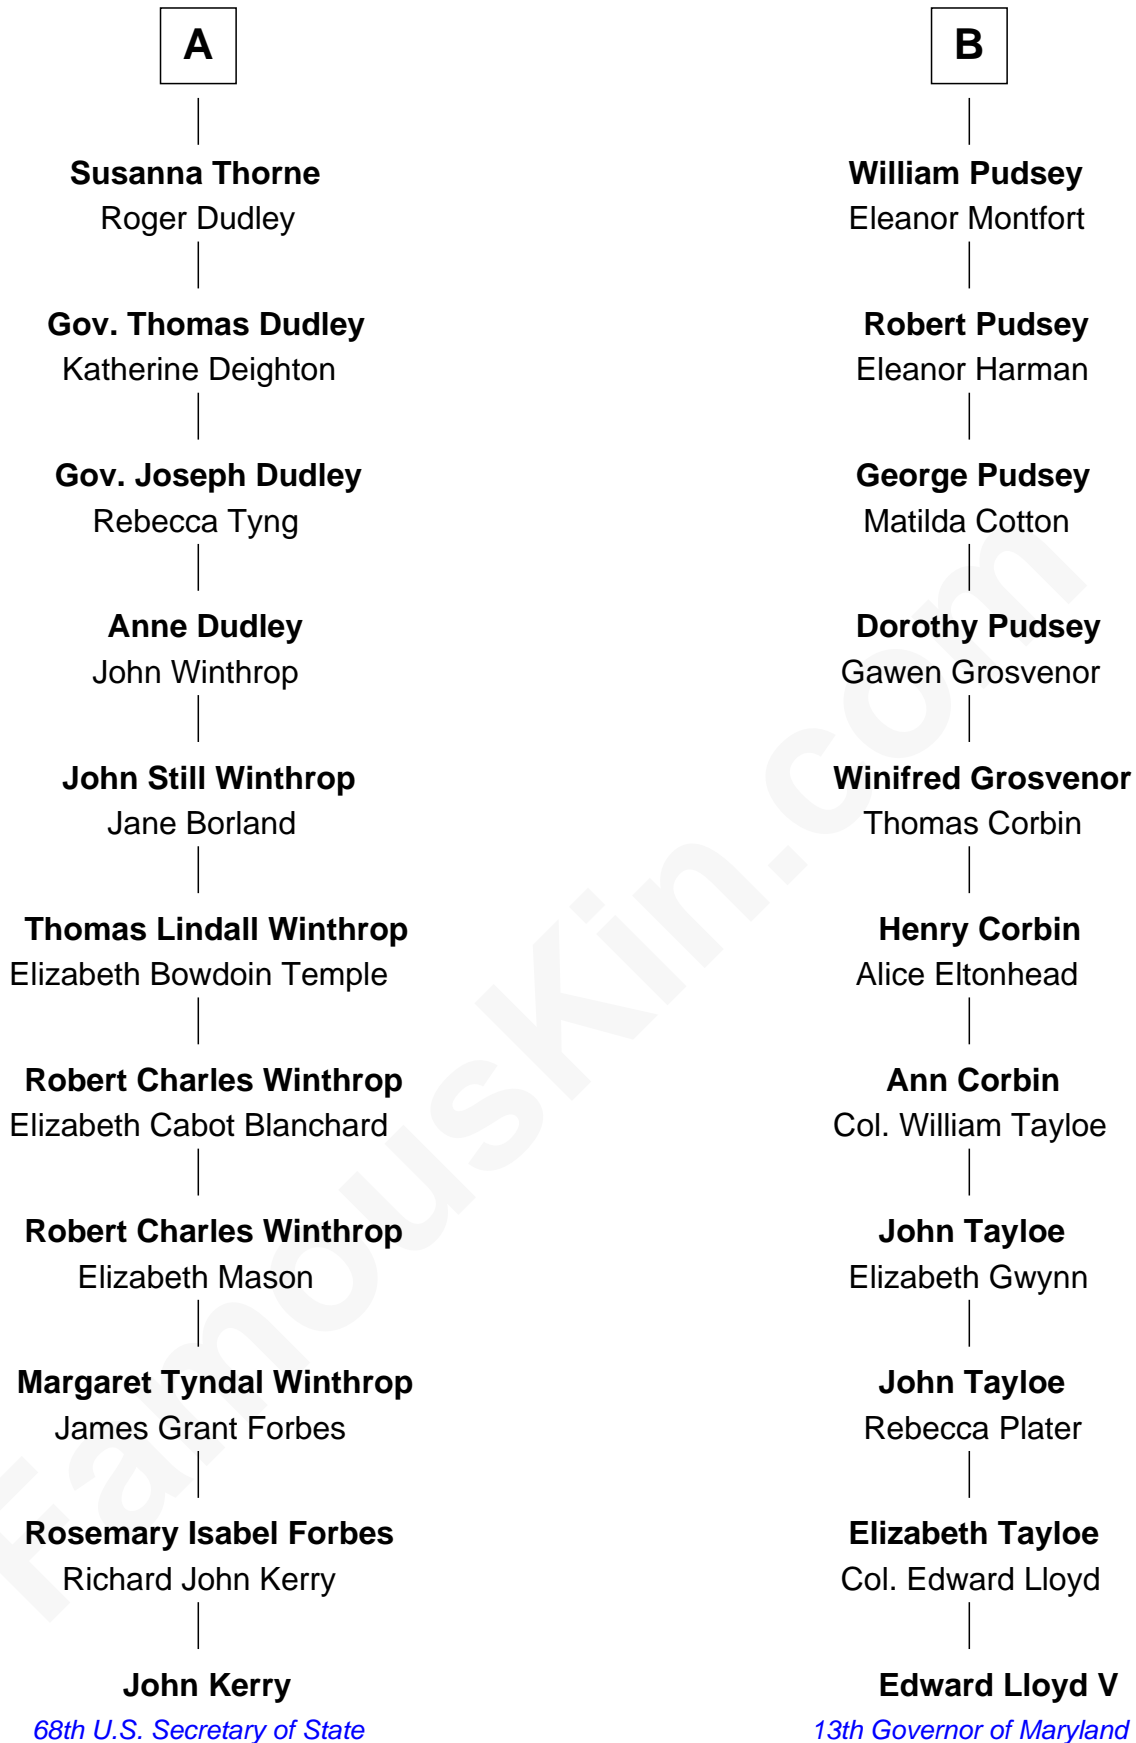 A
Susanna Thorne
Roger Dudley
Gov. Thomas Dudley
Katherine Deighton
Gov. Joseph Dudley
Rebecca Tyng
Anne Dudley
John Winthrop
John Still Winthrop
Jane Borland
Thomas Lindall Winthrop
Elizabeth Bowdoin Temple
Robert Charles Winthrop
Elizabeth Cabot Blanchard
Robert Charles Winthrop
Elizabeth Mason
Margaret Tyndal Winthrop
James Grant Forbes
Rosemary Isabel Forbes
Richard John Kerry
John Kerry
68th U.S. Secretary of State
B
William Pudsey
Eleanor Montfort
Robert Pudsey
Eleanor Harman
George Pudsey
Matilda Cotton
Dorothy Pudsey
Gawen Grosvenor
Winifred Grosvenor
Thomas Corbin
Henry Corbin
Alice Eltonhead
Ann Corbin
Col. William Tayloe
John Tayloe
Elizabeth Gwynn
John Tayloe
Rebecca Plater
Elizabeth Tayloe
Col. Edward Lloyd
Edward Lloyd V
13th Governor of Maryland
FamousKin.com